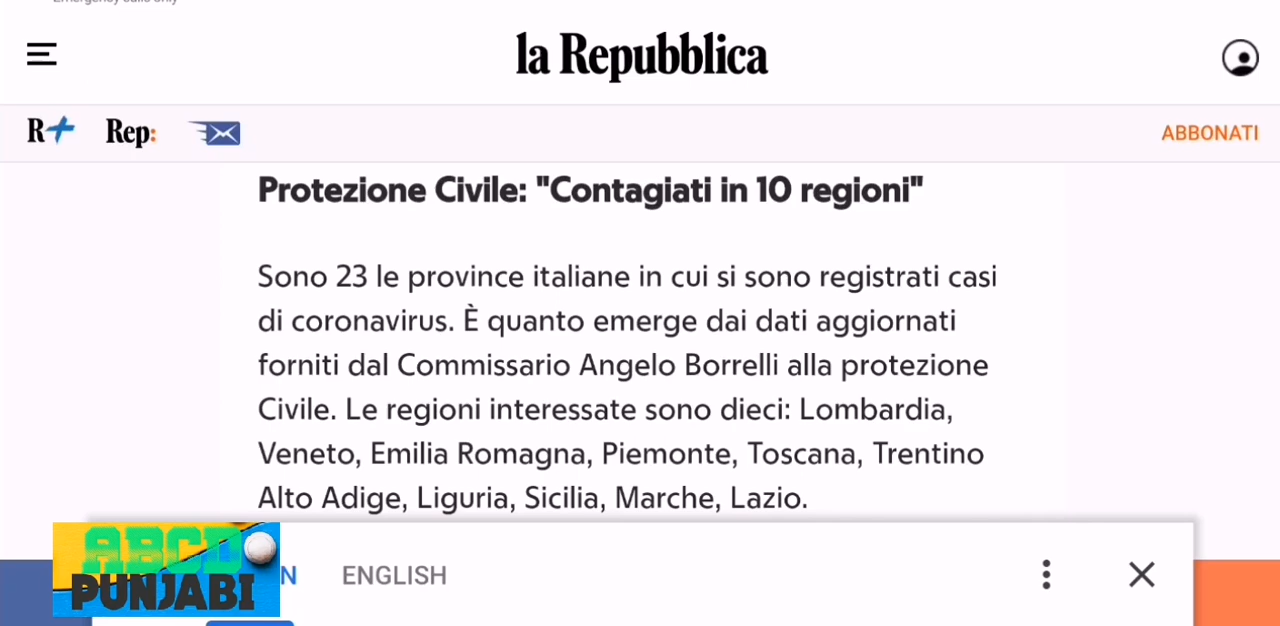 la Repubblica
R+ Rep: ABBONATI
Protezione Civile: "Contagiati in 10 regioni"
Sono 23 le province italiane in cui si sono registrati casi
di coronavirus. È quanto emerge dai dati aggiornati
forniti dal Commissario Angelo Borrelli alla protezione
Civile. Le regioni interessate sono dieci: Lombardia,
Veneto, Emilia Romagna, Piemonte, Toscana, Trentino
Alto Adige, Liguria, Sicilia, Marche, Lazio.
ABCD
PUNJABI
N ENGLISH